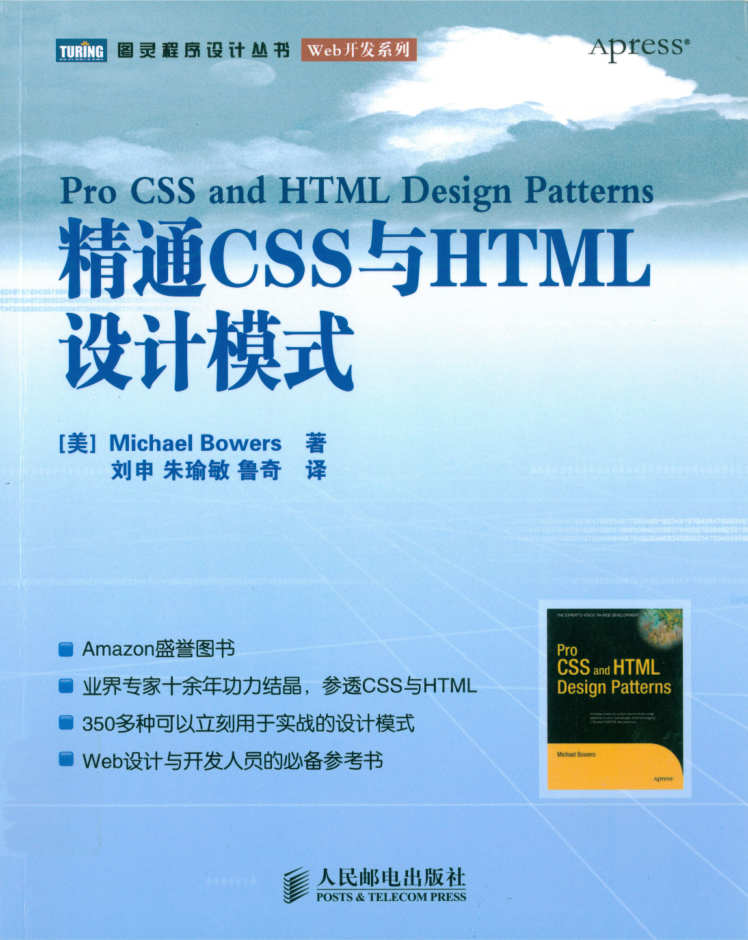 TURING 图灵程序设计丛书 Web开发系列 Apress®
Pro CSS and HTML Design Patterns
精通CSS与HTML
设计模式
[美] Michael Bowers 著
刘申 朱瑜敏 鲁奇 译
Amazon盛誉图书
业界专家十余年功力结晶，参透CSS与HTML
350多种可以立刻用于实战的设计模式
Web设计与开发人员的必备参考书
THE EXPERT'S VOICE® IN WEB DEVELOPMENT
Pro
CSS and HTML
Design Patterns
Michael Bowers
Apress
人民邮电出版社
POSTS & TELECOM PRESS